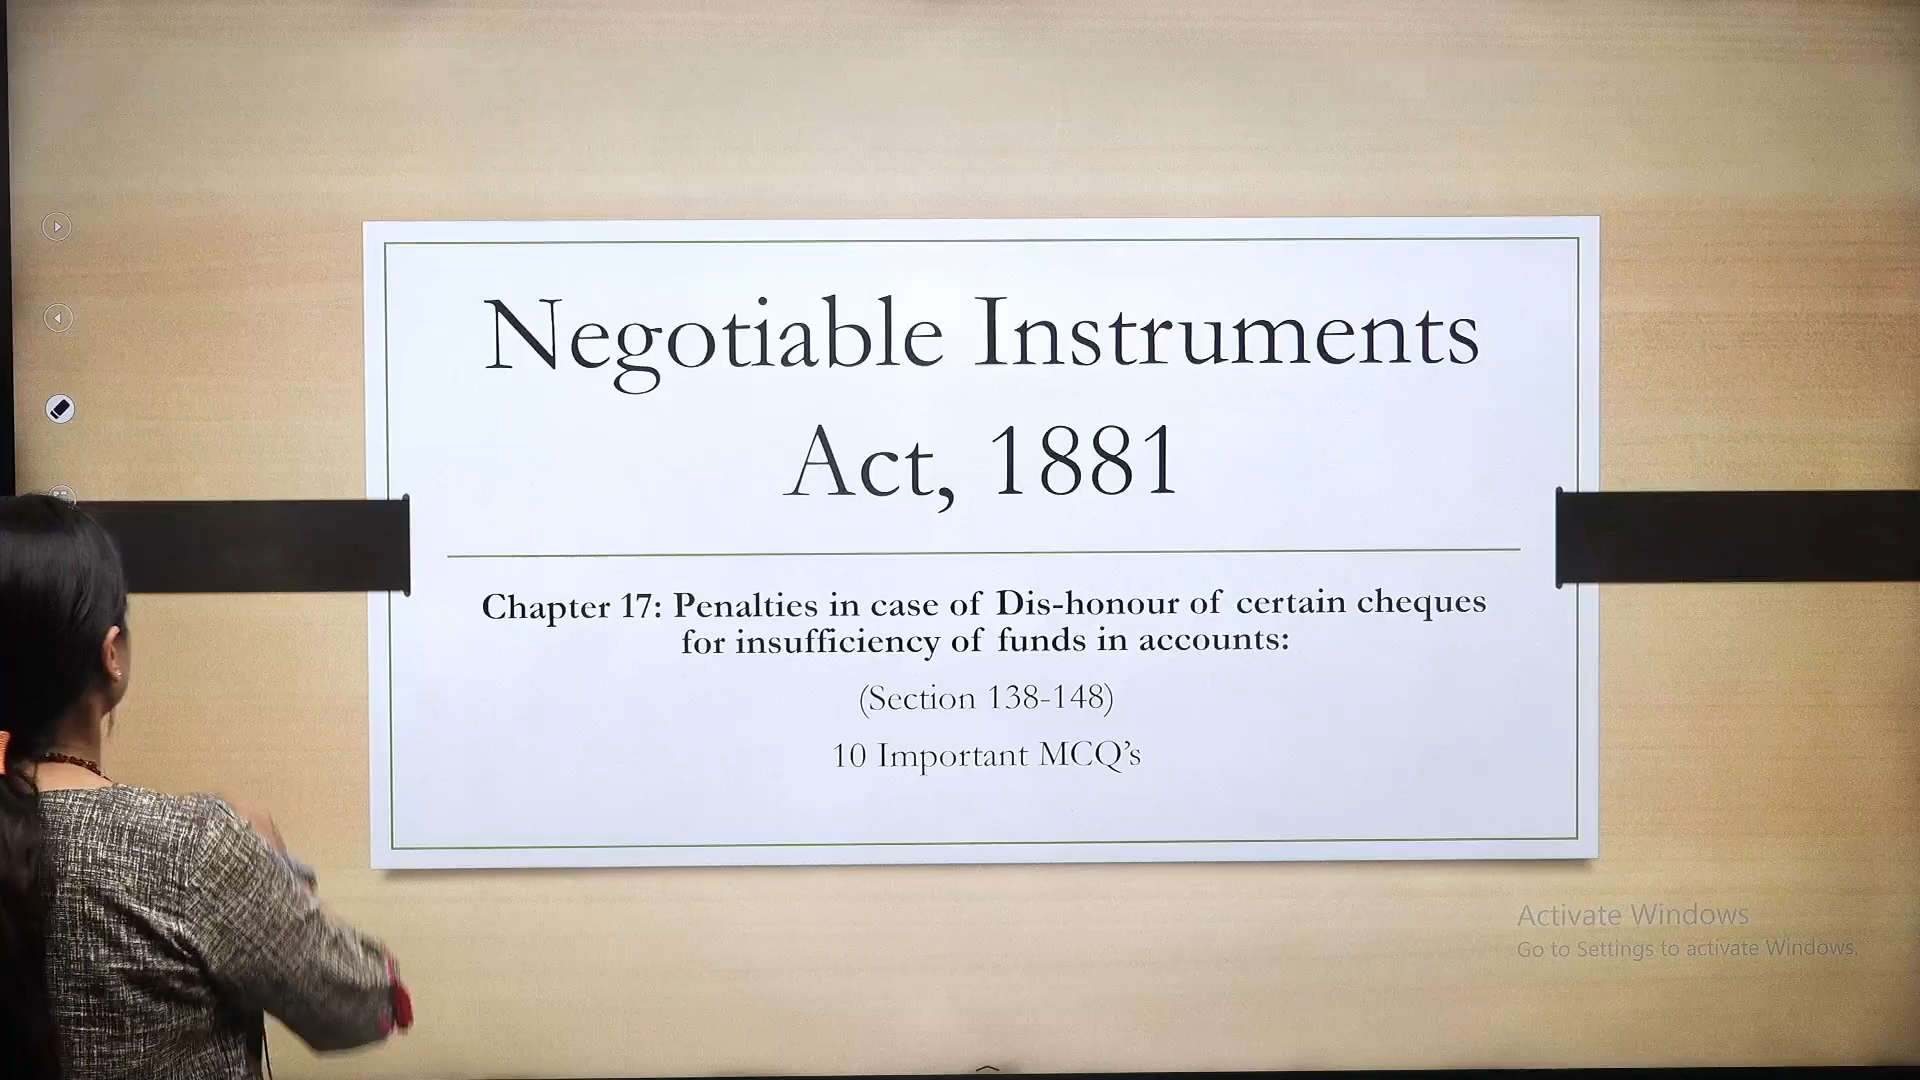 Negotiable Instruments
Act, 1881
Chapter 17: Penalties in case of Dis-honour of certain cheques
for insufficiency of funds in accounts:
(Section 138-148)
10 Important MCQ’s
Activate Windows
Go to Settings to activate Windows.